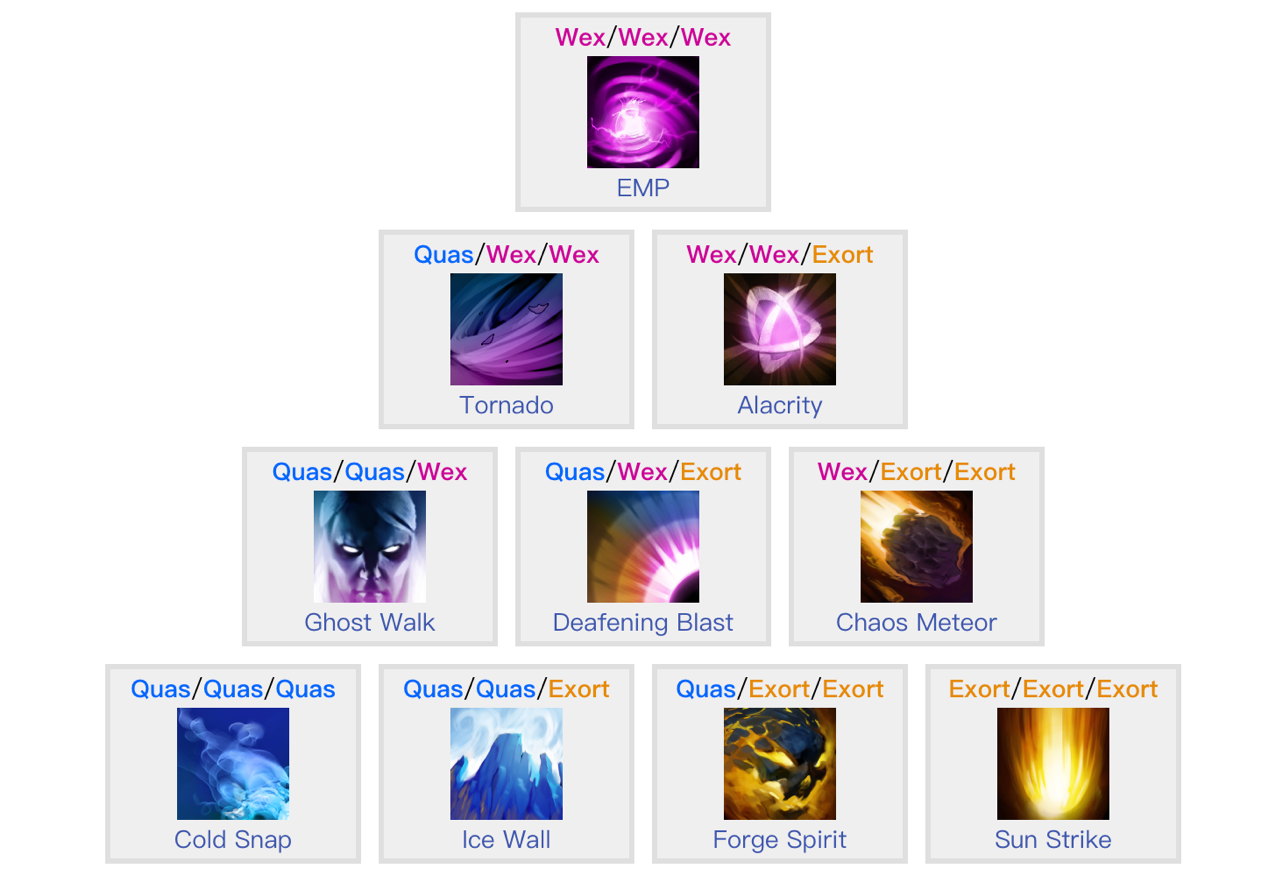 Wex/Wex/Wex
EMP
Quas/Wex/Wex
Tornado
Wex/Wex/Exort
Alacrity
Quas/Quas/Wex
Ghost Walk
Quas/Wex/Exort
Deafening Blast
Wex/Exort/Exort
Chaos Meteor
Quas/Quas/Quas
Cold Snap
Quas/Quas/Exort
Ice Wall
Quas/Exort/Exort
Forge Spirit
Exort/Exort/Exort
Sun Strike